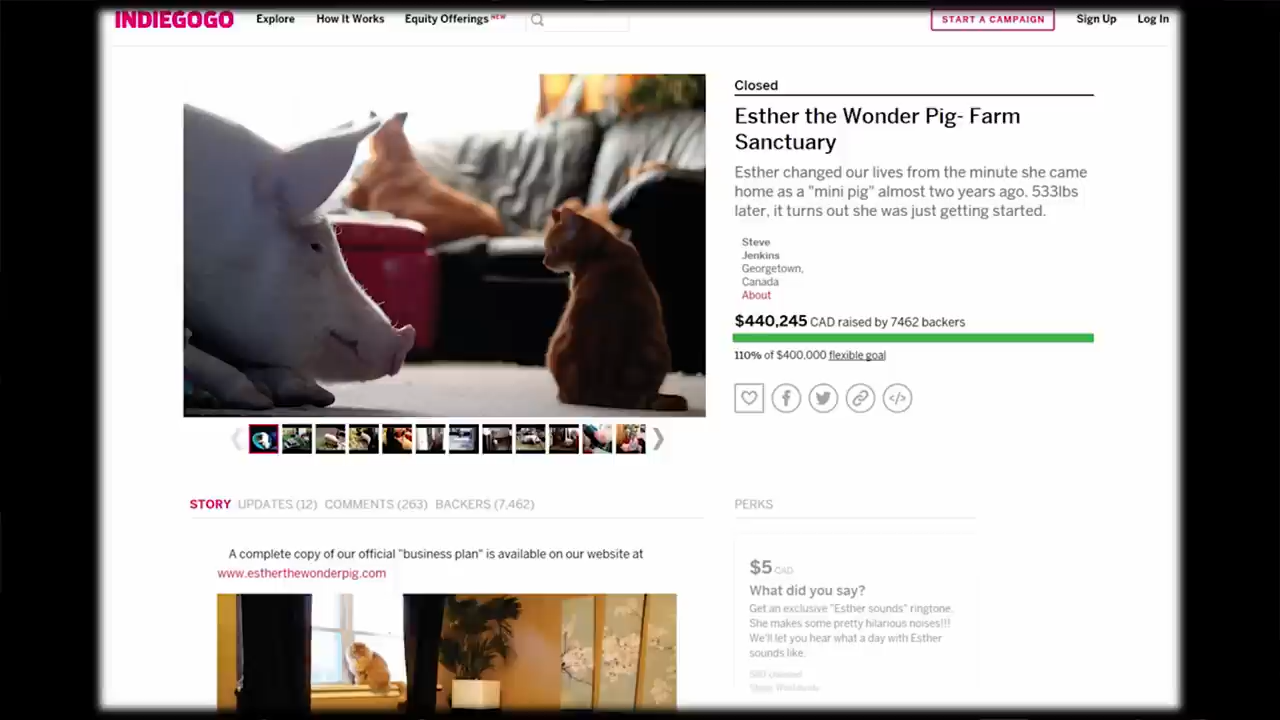 INDIEGOGO Explore How It Works Equity Offerings NEW START A CAMPAIGN Sign Up Log In
Closed
Esther the Wonder Pig- Farm
Sanctuary
Esther changed our lives from the minute she came
home as a "mini pig" almost two years ago. 533lbs
later, it turns out she was just getting started.
Steve
Jenkins
Georgetown,
Canada
About
$440,245 CAD raised by 7462 backers
110% of $400,000 flexible goal
STORY UPDATES (12) COMMENTS (263) BACKERS (7,462)
A complete copy of our official "business plan" is available on our website at
www.estherthewonderpig.com
PERKS
$5 CAD
What did you say?
Get an exclusive "Esther sounds" ringtone.
She makes some pretty hilarious noises!!!
We'll let you hear what a day with Esther
sounds like.